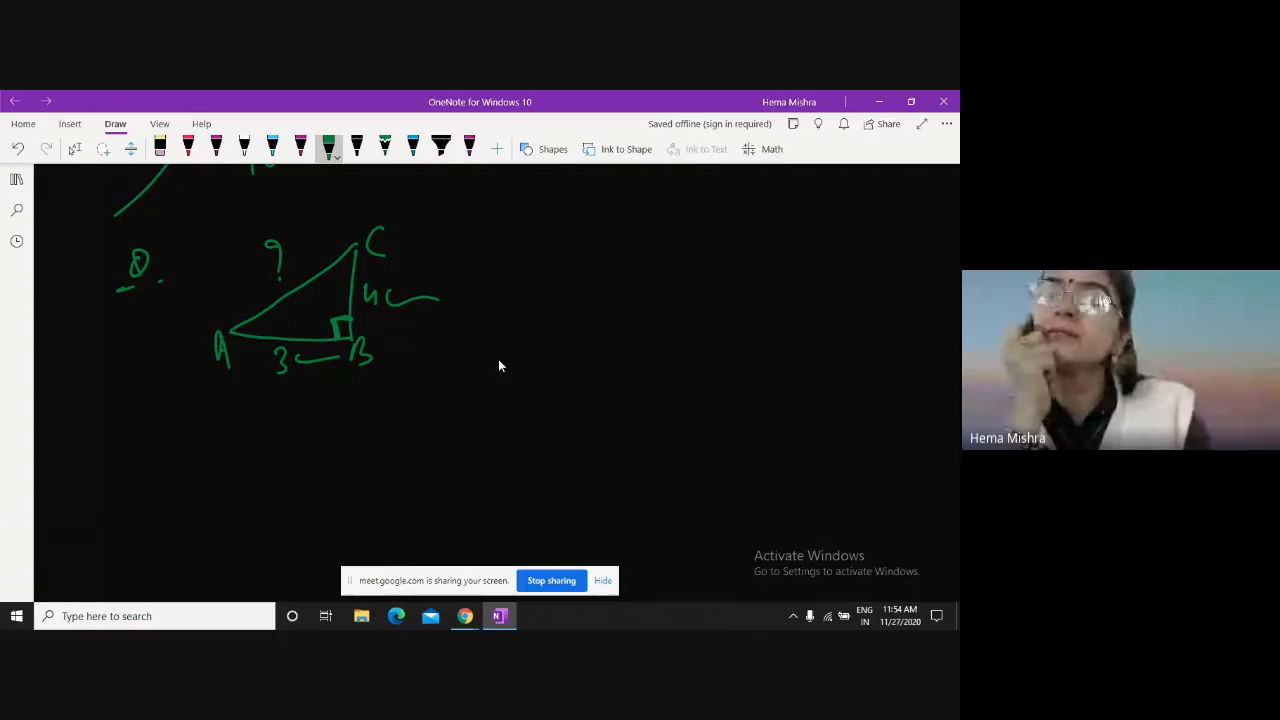 OneNote for Windows 10
Hema Mishra
Home Insert Draw View Help
Saved offline (sign in required)
Share
Shapes
Ink to Shape
Ink to Text
Math
Q.
?
C
4c
A
3c
B
Hema Mishra
Activate Windows
Go to Settings to activate Windows.
meet.google.com is sharing your screen.
Stop sharing
Hide
Type here to search
ENG
IN
11:54 AM
11/27/2020